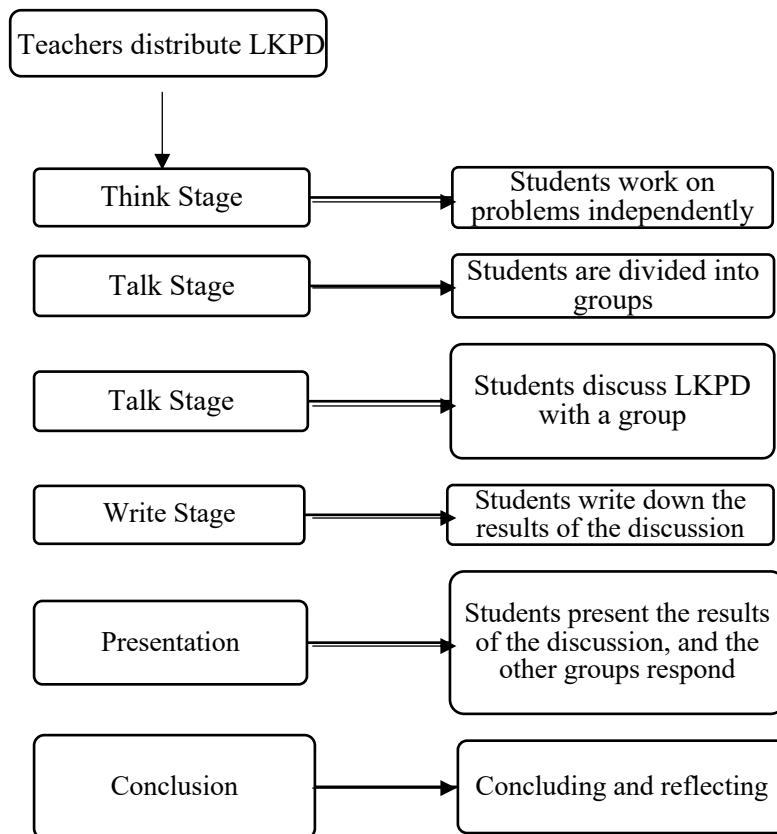 Teachers distribute LKPD
Think Stage
Students work on
problems independently
Talk Stage
Students are divided into
groups
Talk Stage
Students discuss LKPD
with a group
Write Stage
Students write down the
results of the discussion
Presentation
Students present the results
of the discussion, and the
other groups respond
Conclusion
Concluding and reflecting